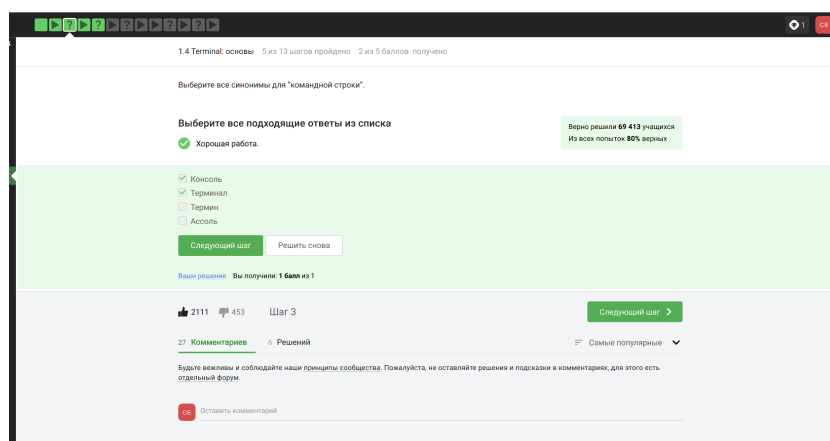 1
СБ
1.4 Terminal: основы 5 из 13 шагов пройдено 2 из 5 баллов получено
Выберите все синонимы для "командной строки".
Выберите все подходящие ответы из списка
Верно решили 69 413 учащихся
Из всех попыток 80% верных
Хорошая работа.
Консоль
Терминал
Термин
Ассоль
Следующий шаг Решить снова
Ваши решения Вы получили: 1 балл из 1
2111 453 Шаг 3 Следующий шаг
27 Комментариев 6 Решений Самые популярные
Будьте вежливы и соблюдайте наши принципы сообщества. Пожалуйста, не оставляйте решения и подсказки в комментариях, для этого есть
отдельный форум.
СБ Оставить комментарий